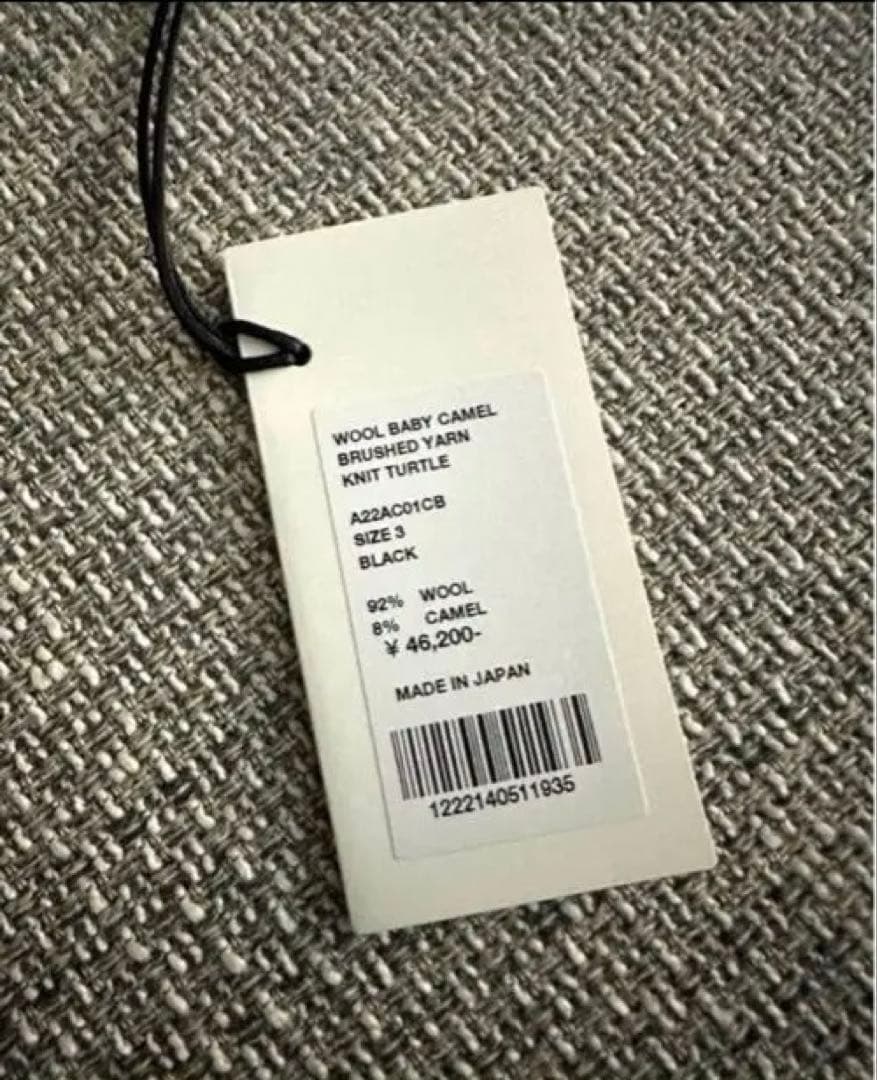 WOOL BABY CAMEL
BRUSHED YARN
KNIT TURTLE
A22AC01CB
SIZE 3
BLACK
92% WOOL
8% CAMEL
¥ 46,200-
MADE IN JAPAN
1222140511935